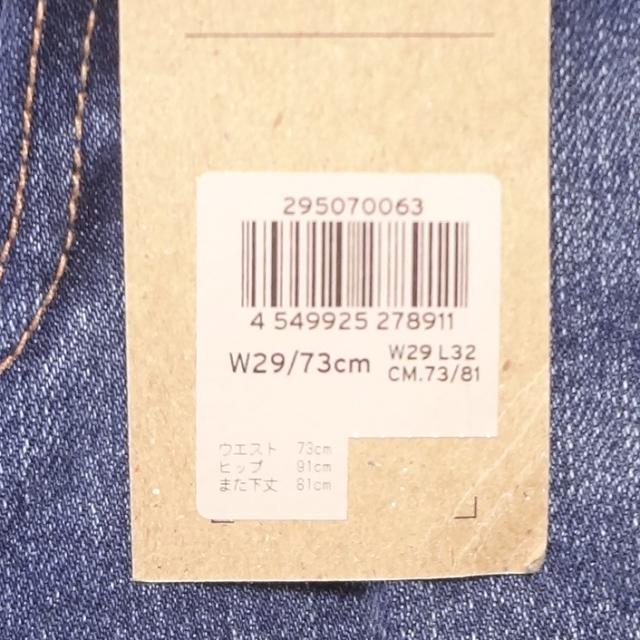 295070063
4 549925 278911
W29/73cm
W29 L32
CM.73/81
ウエスト 73cm
ヒップ 91cm
また下丈 81cm